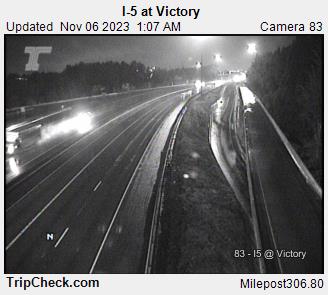 I-5 at Victory
Updated Nov 06 2023 1:07 AM Camera 83
T
N
83 - I5 @ Victory
TripCheck.com Milepost306.80